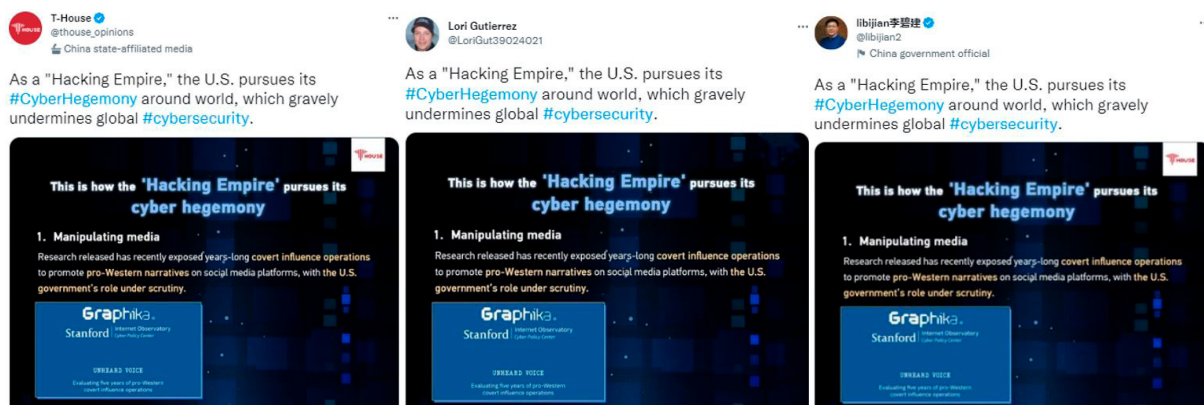 T-House
@thouse_opinions
China state-affiliated media
As a "Hacking Empire," the U.S. pursues its
#CyberHegemony around world, which gravely
undermines global #cybersecurity.
THOUSE
This is how the 'Hacking Empire' pursues its
cyber hegemony
1. Manipulating media
Research released has recently exposed years-long covert influence operations
to promote pro-Western narratives on social media platforms, with the U.S.
government's role under scrutiny.
Graphika
Stanford | Internet Observatory
Cyber Policy Center
UNHEARD VOICE
Evaluating five years of pro-Western
covert influence operations
Lori Gutierrez
@LoriGut39024021
As a "Hacking Empire," the U.S. pursues its
#CyberHegemony around world, which gravely
undermines global #cybersecurity.
This is how the 'Hacking Empire' pursues its
cyber hegemony
1. Manipulating media
Research released has recently exposed years-long covert influence operations
to promote pro-Western narratives on social media platforms, with the U.S.
government's role under scrutiny.
Graphika
Stanford | Internet Observatory
Cyber Policy Center
UNHEARD VOICE
Evaluating five years of pro-Western
covert influence operations
libijian李碧建
@libijian2
China government official
As a "Hacking Empire," the U.S. pursues its
#CyberHegemony around world, which gravely
undermines global #cybersecurity.
THOUSE
This is how the 'Hacking Empire' pursues its
cyber hegemony
1. Manipulating media
Research released has recently exposed years-long covert influence operations
to promote pro-Western narratives on social media platforms, with the U.S.
government's role under scrutiny.
Graphika
Stanford | Internet Observatory
Cyber Policy Center
UNHEARD VOICE
Evaluating five years of pro-Western
covert influence operations